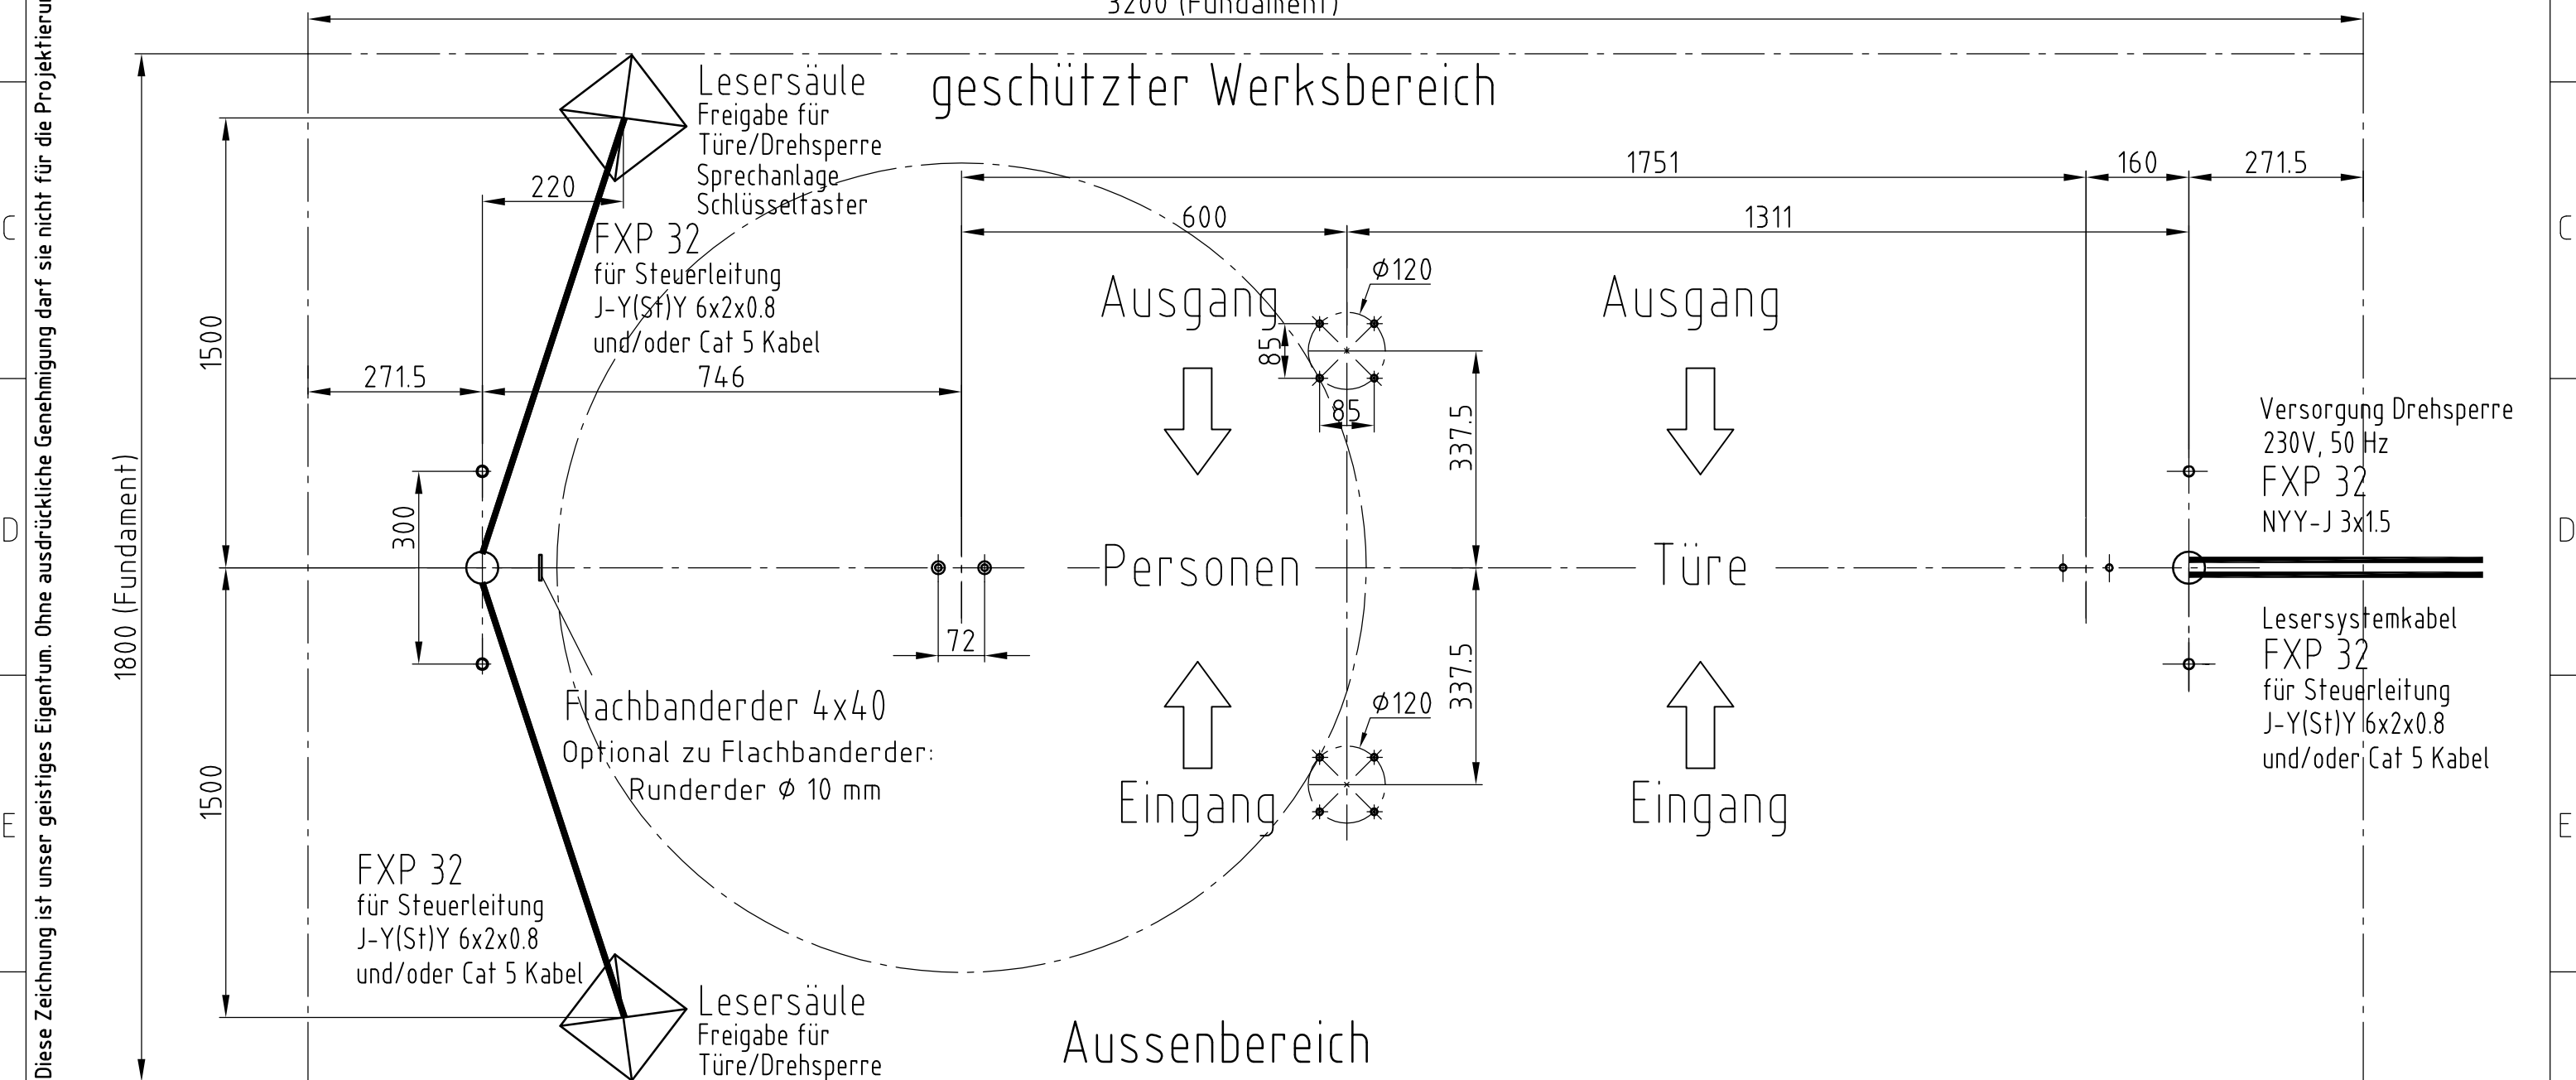 3200 (Fundament)
Diese Zeichnung ist unser geistiges Eigentum. Ohne ausdrückliche Genehmigung darf sie nicht für die Projektierung
geschützter Werksbereich
Lesersäule
Freigabe für
Türe/Drehsperre
Sprechanlage
Schlüsseltaster
1751
160
271.5
220
600
1311
C
C
FXP 32
für Steuerleitung
J-Y(St)Y 6x2x0.8
und/oder Cat 5 Kabel
Ausgang
Ø120
Ausgang
1500
85
85
271.5
746
337.5
Versorgung Drehsperre
230V, 50 Hz
FXP 32
NYY-J 3x1.5
1800 (Fundament)
300
D
D
Personen
Türe
72
337.5
Lesersystemkabel
FXP 32
für Steuerleitung
J-Y(St)Y 6x2x0.8
und/oder Cat 5 Kabel
Flachbanderder 4x40
Optional zu Flachbanderder:
Runderder Ø 10 mm
Ø120
1500
Eingang
Eingang
E
E
FXP 32
für Steuerleitung
J-Y(St)Y 6x2x0.8
und/oder Cat 5 Kabel
Lesersäule
Freigabe für
Türe/Drehsperre
Aussenbereich